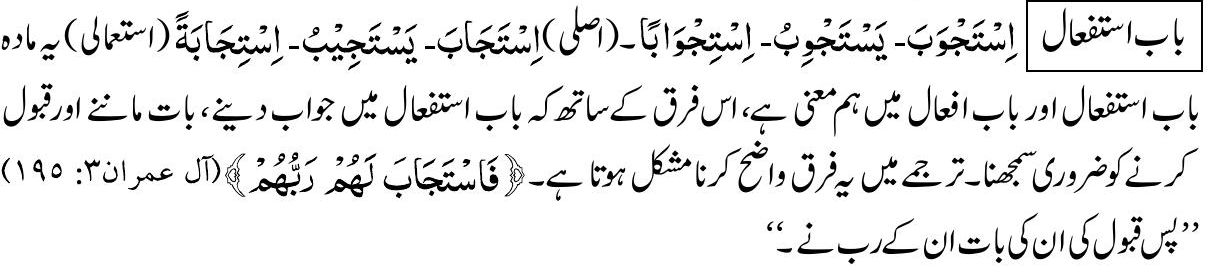 باب استفعال اِسْتَجْوَبَ- يَسْتَجْوِبُ- اِسْتِجْوَابًا۔(اصلی) اِسْتَجَابَ- يَسْتَجِيْبُ- اِسْتِجَابَةً (استعمالی) یہ مادہ
باب استفعال اور باب افعال میں ہم معنی ہے، اس فرق کے ساتھ کہ باب استفعال میں جواب دینے، بات ماننے اور قبول
کرنے کو ضروری سمجھنا۔ ترجمے میں یہ فرق واضح کرنا مشکل ہوتا ہے۔ ﴿فَاسْتَجَابَ لَهُمْ رَبُّهُمْ﴾ (آل عمران۳: ۱۹۵)
’’پس قبول کی ان کی بات ان کے رب نے۔‘‘